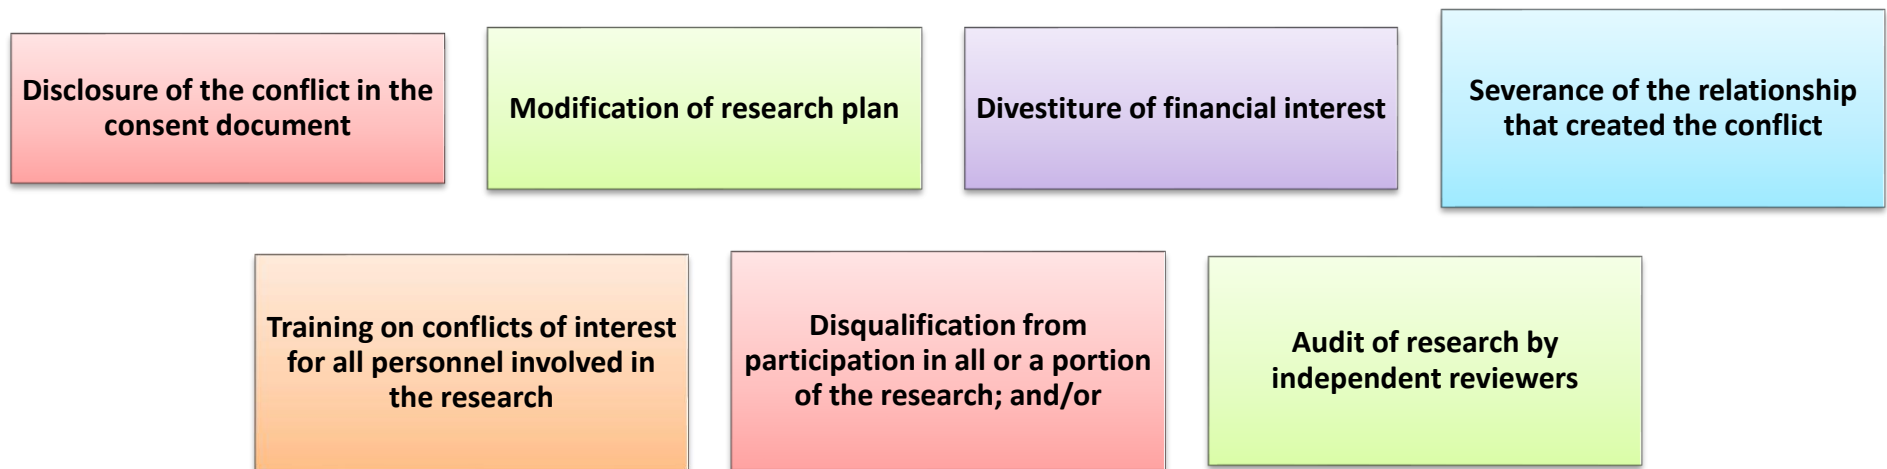 Disclosure of the conflict in the
consent document
Modification of research plan
Divestiture of financial interest
Severance of the relationship
that created the conflict
Training on conflicts of interest
for all personnel involved in
the research
Disqualification from
participation in all or a portion
of the research; and/or
Audit of research by
independent reviewers